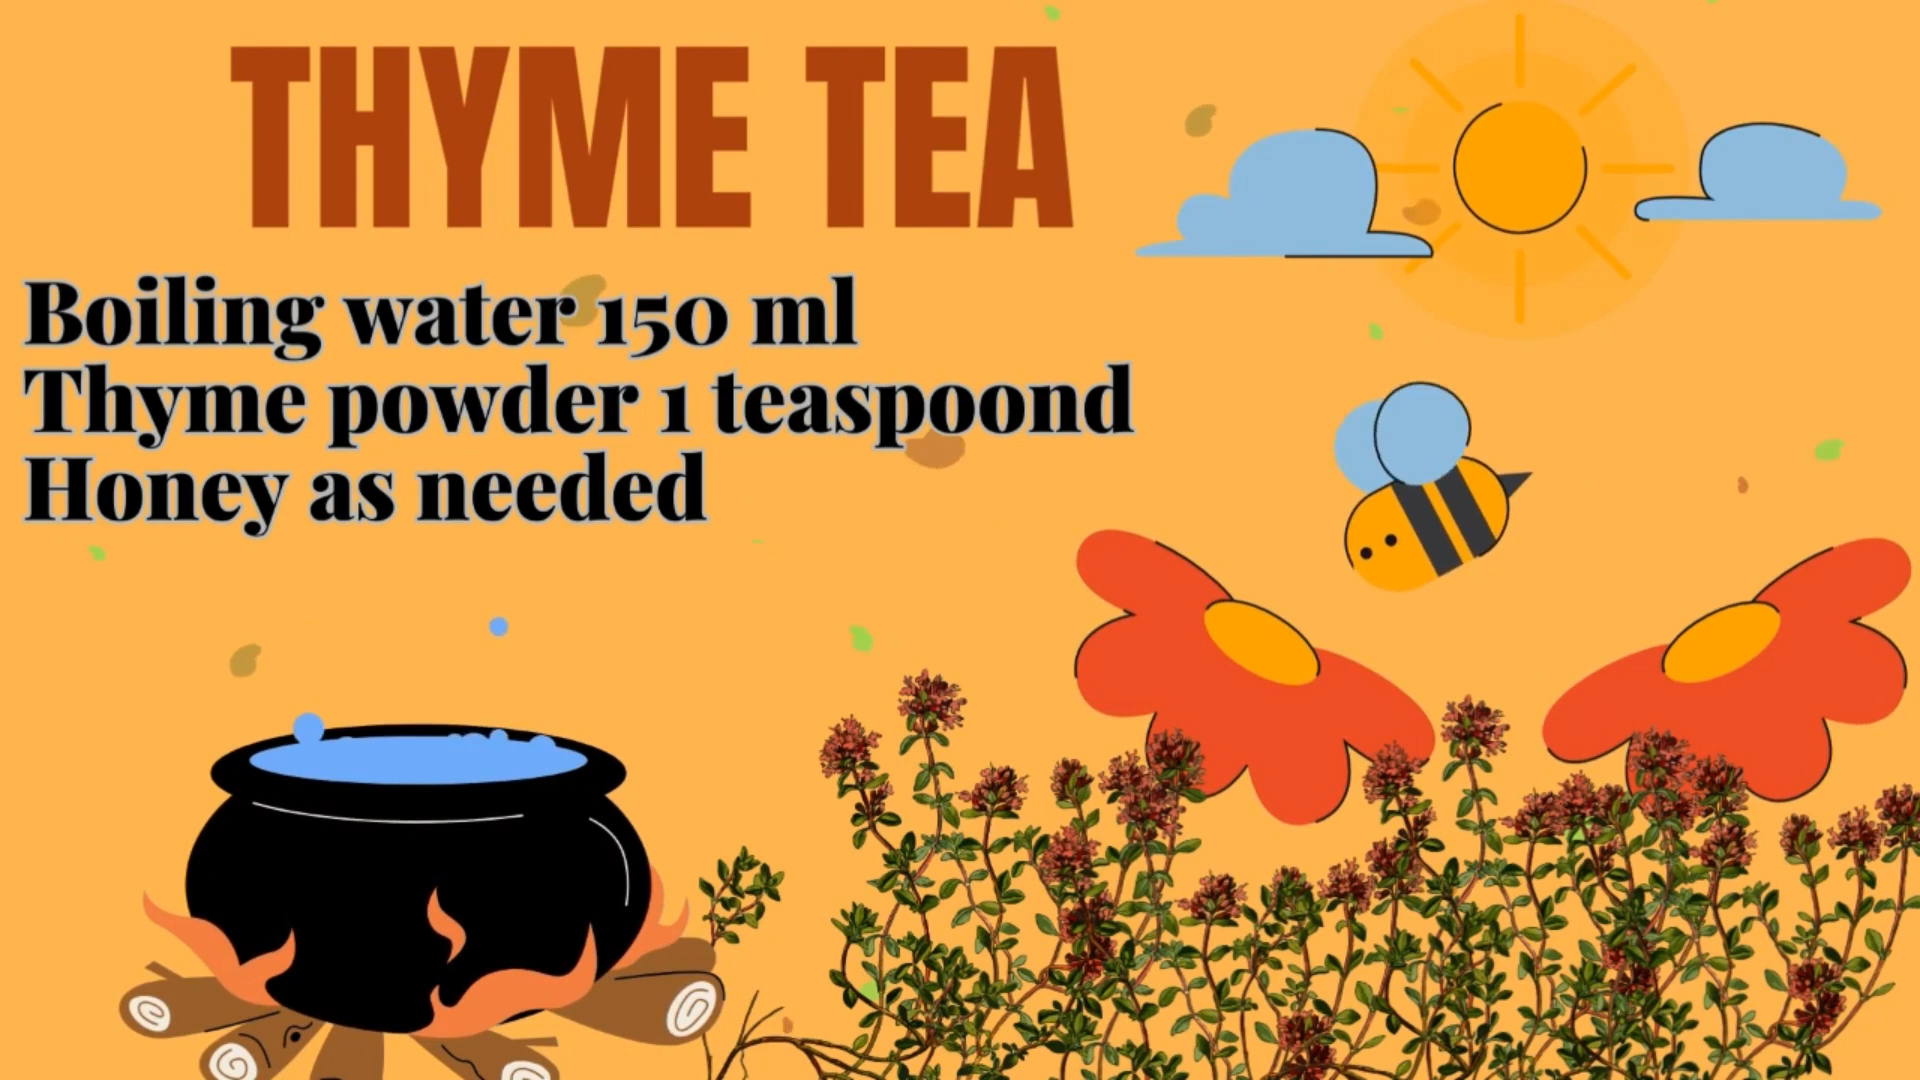 THYME TEA
Boiling water 150 ml
Thyme powder 1 teaspoond
Honey as needed